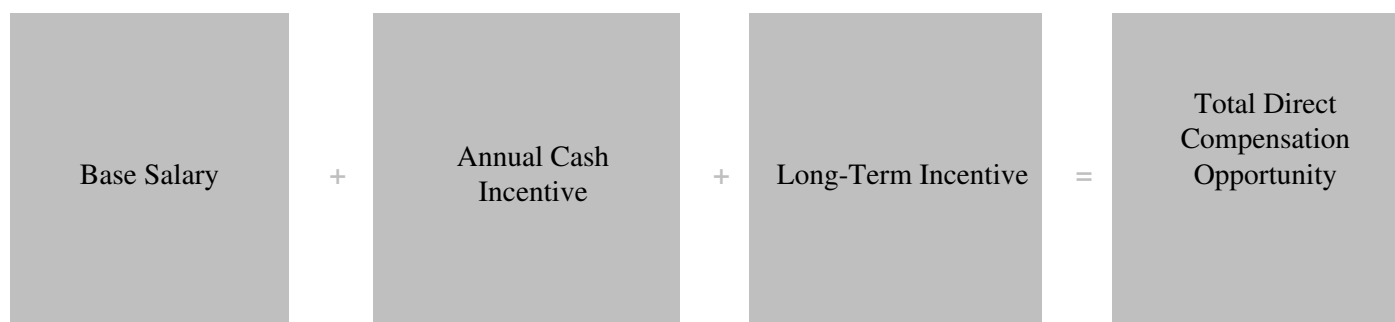 Base Salary
+
Annual Cash
Incentive
+
Long-Term Incentive
=
Total Direct
Compensation
Opportunity